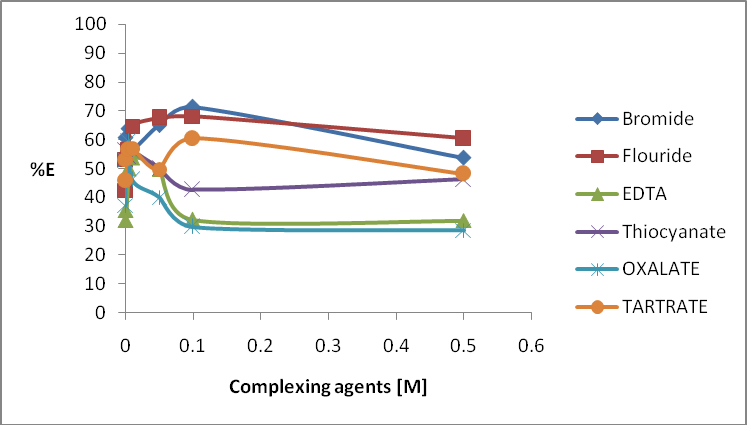 100
90
80
70
60
50
40
30
20
10
0
%E
0 0.1 0.2 0.3 0.4 0.5 0.6
Complexing agents [M]
Bromide
Flouride
EDTA
Thiocyanate
OXALATE
TARTRATE